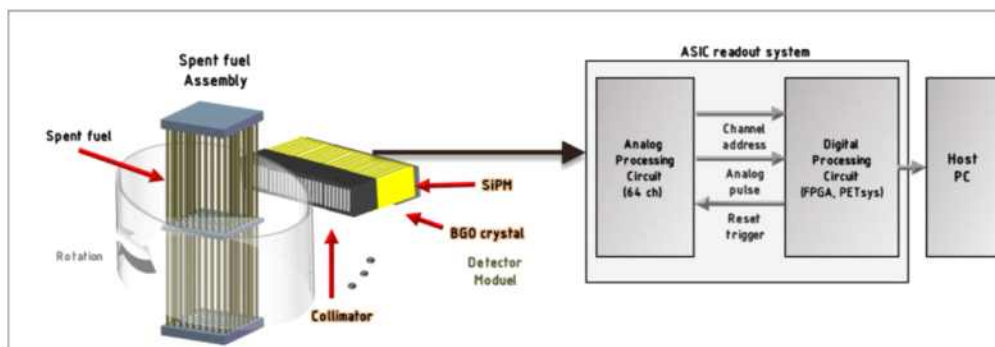 Spent fuel
Assembly
Spent fuel
Rotation
SiPM
BGO crystal
Detector
Moduel
Collimator
ASIC readout system
Analog
Processing
Circuit
(64 ch)
Channel
address
Analog
pulse
Reset
trigger
Digital
Processing
Circuit
(FPGA, PETsys)
Host
PC